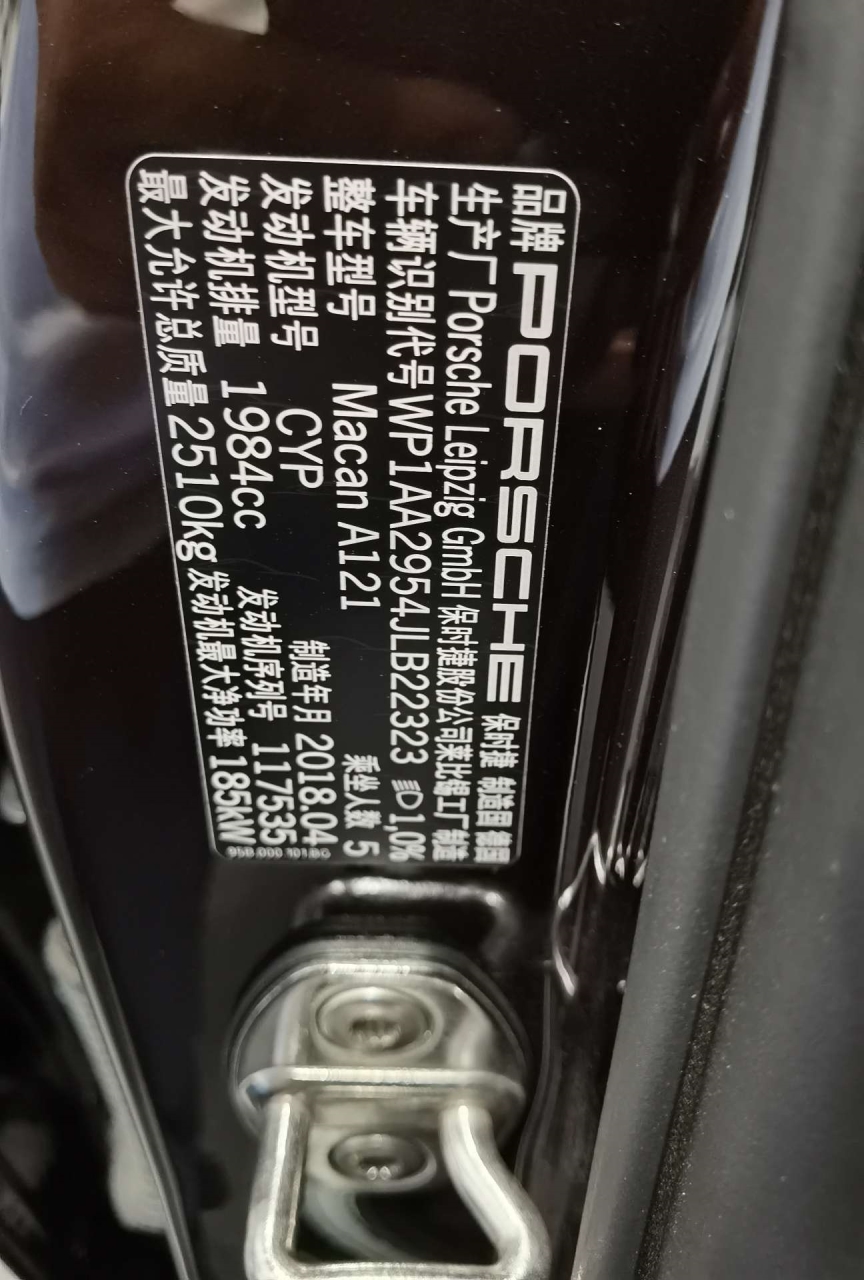 品牌 PORSCHE 保时捷 制造国 德国
生产厂 Porsche Leipzig GmbH 保时捷股份公司莱比锡工厂制造
车辆识别代号 WP1AA2954JLB22323 1,0%
整车型号 Macan A121 乘坐人数 5
发动机型号 CYP 制造年月 2018.04
发动机排量 1984cc 发动机序列号 117535
最大允许总质量 2510kg 发动机最大净功率 185kW